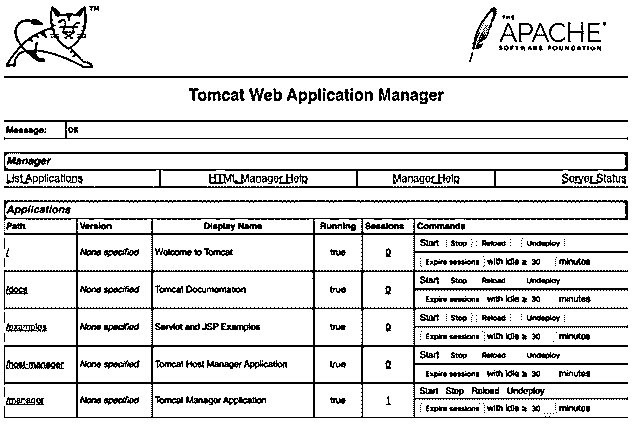 TM
THE
APACHE
SOFTWARE FOUNDATION
Tomcat Web Application Manager
Message: OK
Manager
List Applications HTML Manager Help Manager Help Server Status
Applications
Path Version Display Name Running Sessions Commands
/ None specified Welcome to Tomcat true 0 Start Stop Reload Undeploy
Expire sessions with idle ≥ 30 minutes
/docs None specified Tomcat Documentation true 0 Start Stop Reload Undeploy
Expire sessions with idle ≥ 30 minutes
/examples None specified Servlet and JSP Examples true 0 Start Stop Reload Undeploy
Expire sessions with idle ≥ 30 minutes
/host-manager None specified Tomcat Host Manager Application true 0 Start Stop Reload Undeploy
Expire sessions with idle ≥ 30 minutes
/manager None specified Tomcat Manager Application true 1 Start Stop Reload Undeploy
Expire sessions with idle ≥ 30 minutes